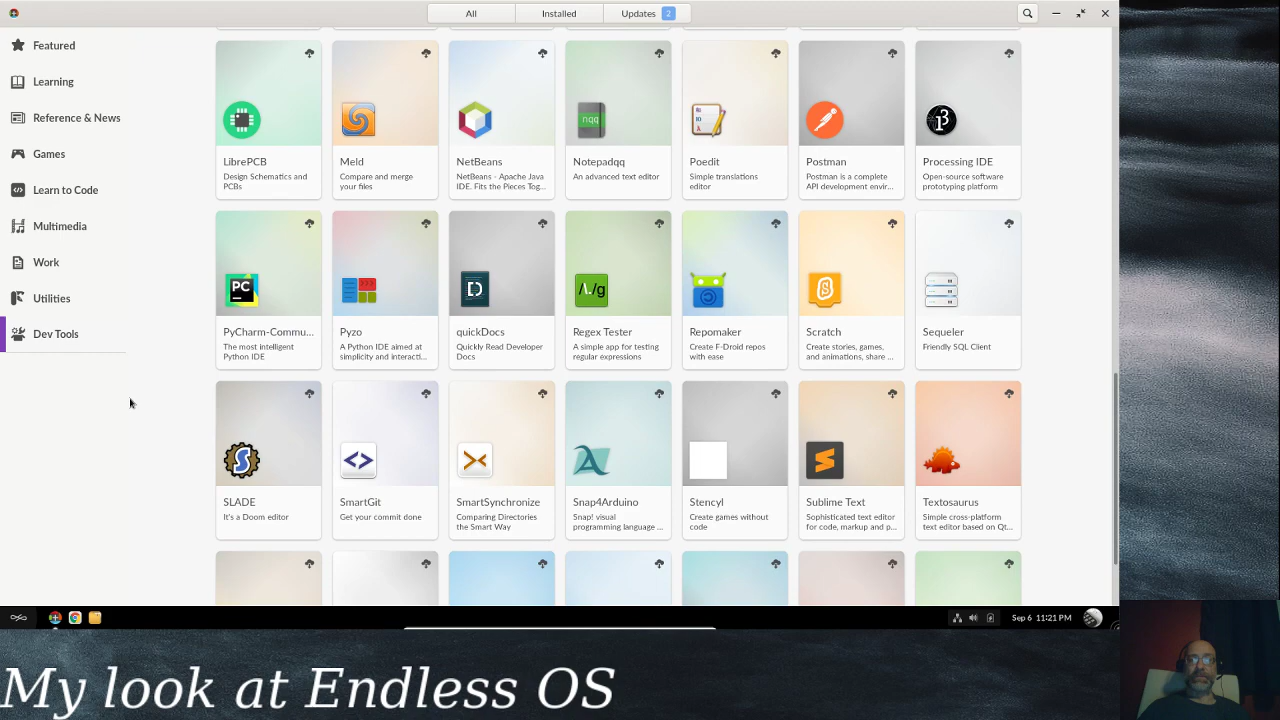 All
Installed
Updates 2
Featured
Learning
Reference & News
Games
Learn to Code
Multimedia
Work
Utilities
Dev Tools
LibrePCB
Design Schematics and
PCBs
Meld
Compare and merge
your files
NetBeans
NetBeans - Apache Java
IDE. Fits the Pieces Tog...
nqq
Notepadqq
An advanced text editor
Poedit
Simple translations
editor
Postman
Postman is a complete
API development envir...
Processing IDE
Open-source software
prototyping platform
PC
PyCharm-Commu...
The most intelligent
Python IDE
Pyzo
A Python IDE aimed at
simplicity and interacti...
quickDocs
Quickly Read Developer
Docs
/\./g
Regex Tester
A simple app for testing
regular expressions
Repomaker
Create F-Droid repos
with ease
Scratch
Create stories, games,
and animations, share ...
Sequeler
Friendly SQL Client
SLADE
It's a Doom editor
SmartGit
Get your commit done
SmartSynchronize
Comparing Directories
the Smart Way
Snap4Arduino
Snap! visual
programming language ...
Stencyl
Create games without
code
Sublime Text
Sophisticated text editor
for code, markup and p...
Textosaurus
Simple cross-platform
text editor based on Qt...
Sep 6 11:21 PM
My look at Endless OS